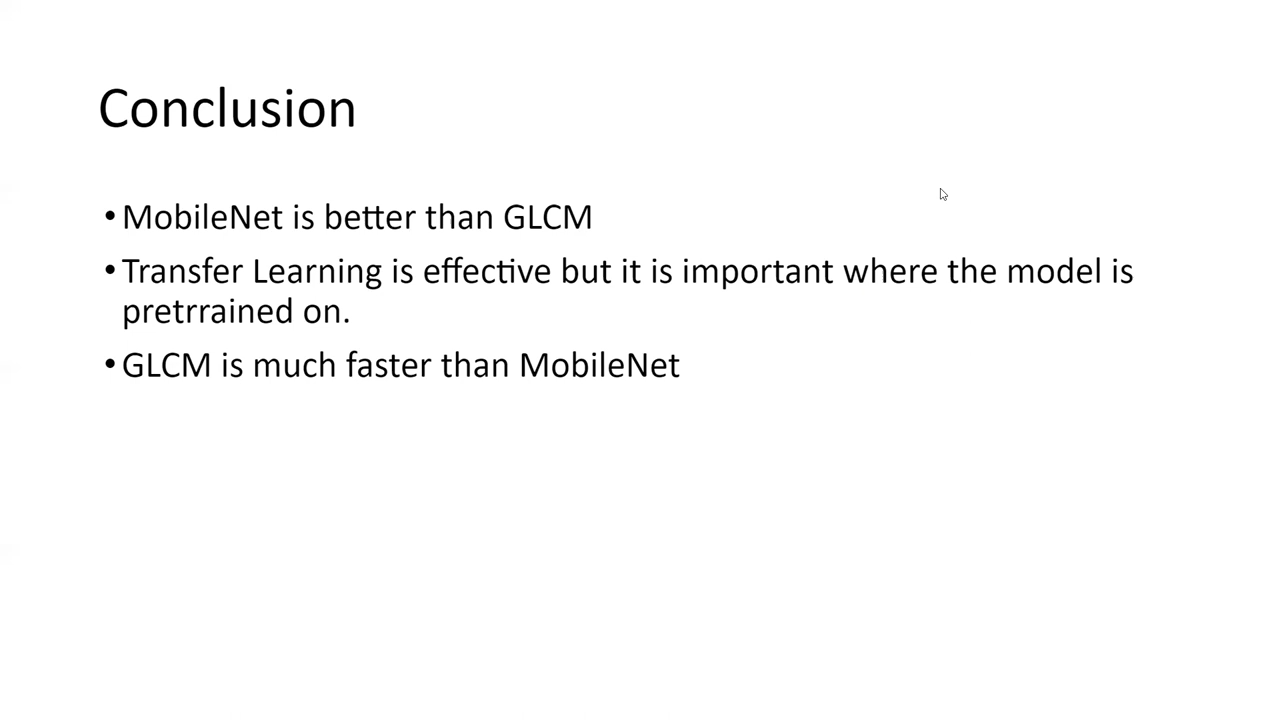 Conclusion
• MobileNet is better than GLCM
• Transfer Learning is effective but it is important where the model is
pretrrained on.
• GLCM is much faster than MobileNet